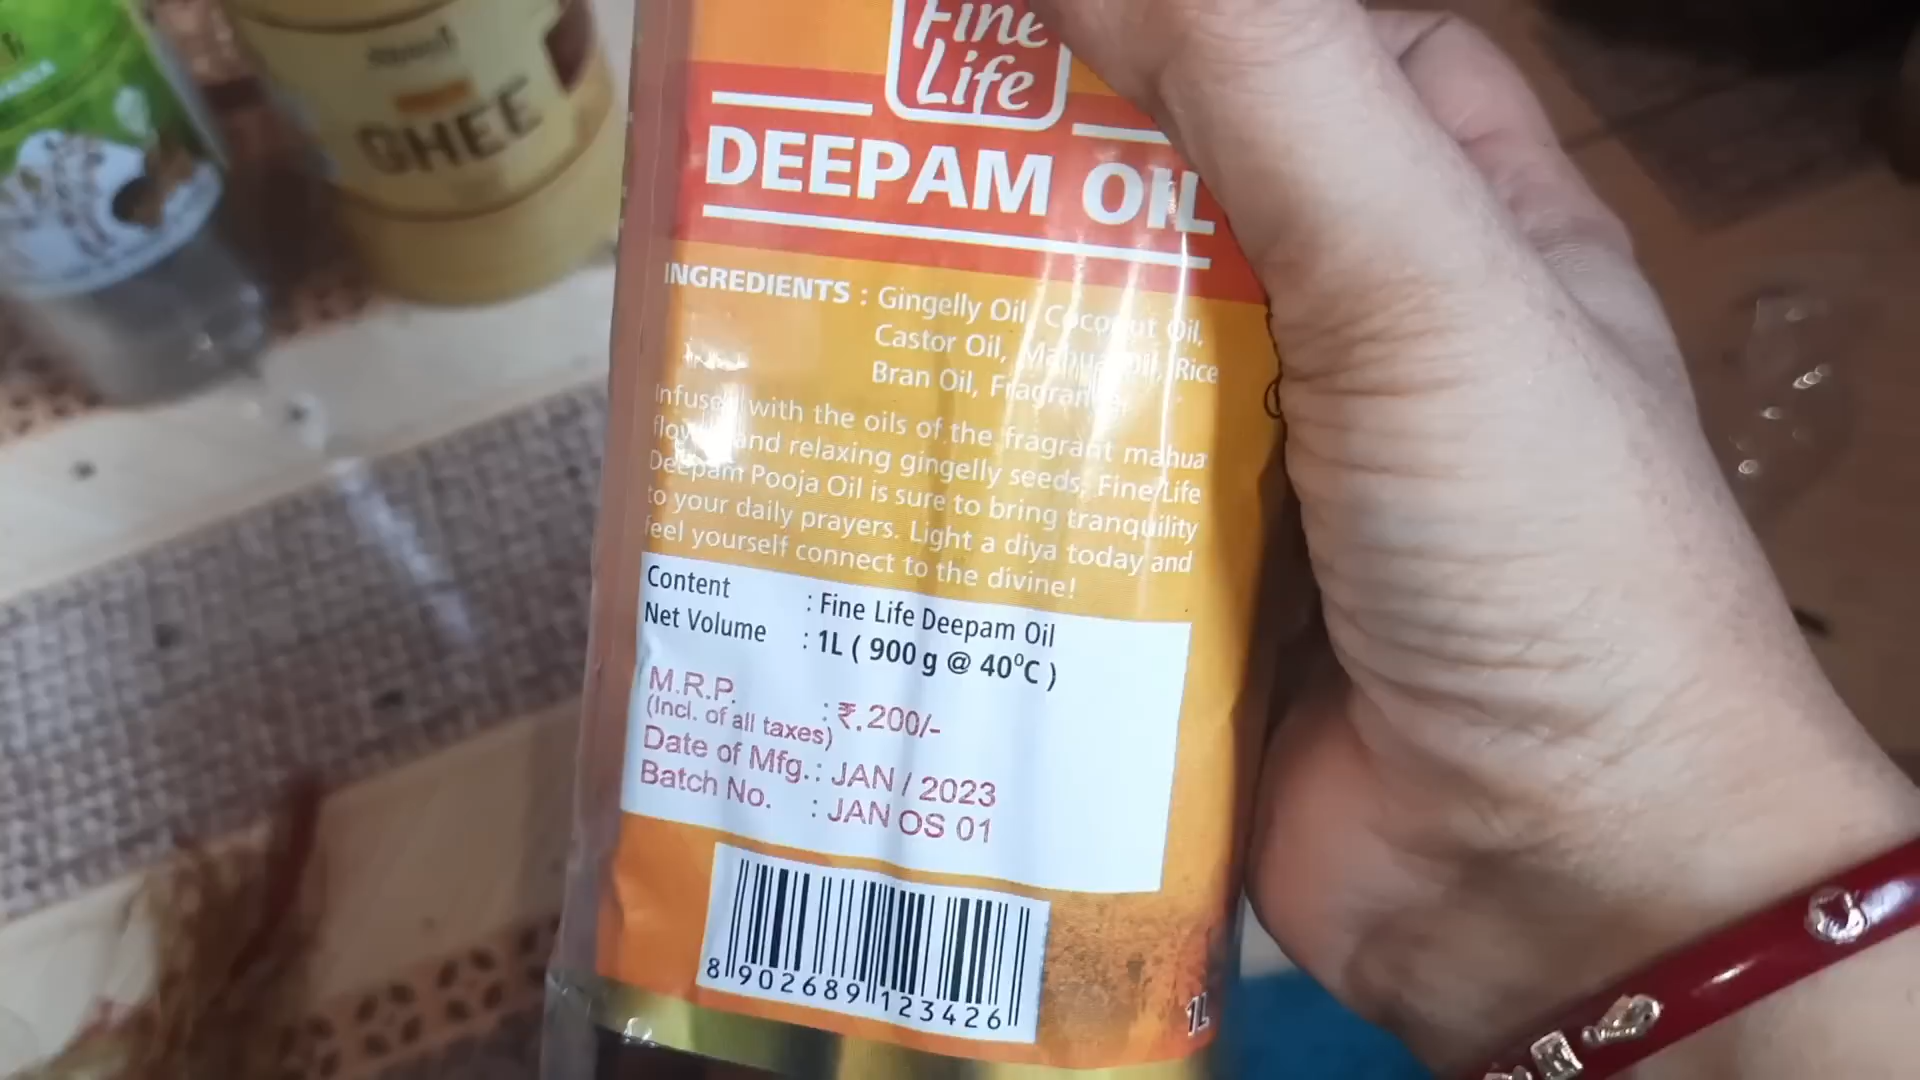 GHEE
Fine
Life
DEEPAM OIL
INGREDIENTS : Gingelly Oil, Coconut Oil,
Castor Oil, Mahua Oil, Rice
Bran Oil, Fragrance.
Infused with the oils of the fragrant mahua
flower and relaxing gingelly seeds, Fine Life
Deepam Pooja Oil is sure to bring tranquility
to your daily prayers. Light a diya today and
feel yourself connect to the divine!
Content : Fine Life Deepam Oil
Net Volume : 1L ( 900 g @ 40⁰C )
M.R.P. : ₹.200/-
(Incl. of all taxes)
Date of Mfg.: JAN / 2023
Batch No. : JAN OS 01
8 902689 123426
1L